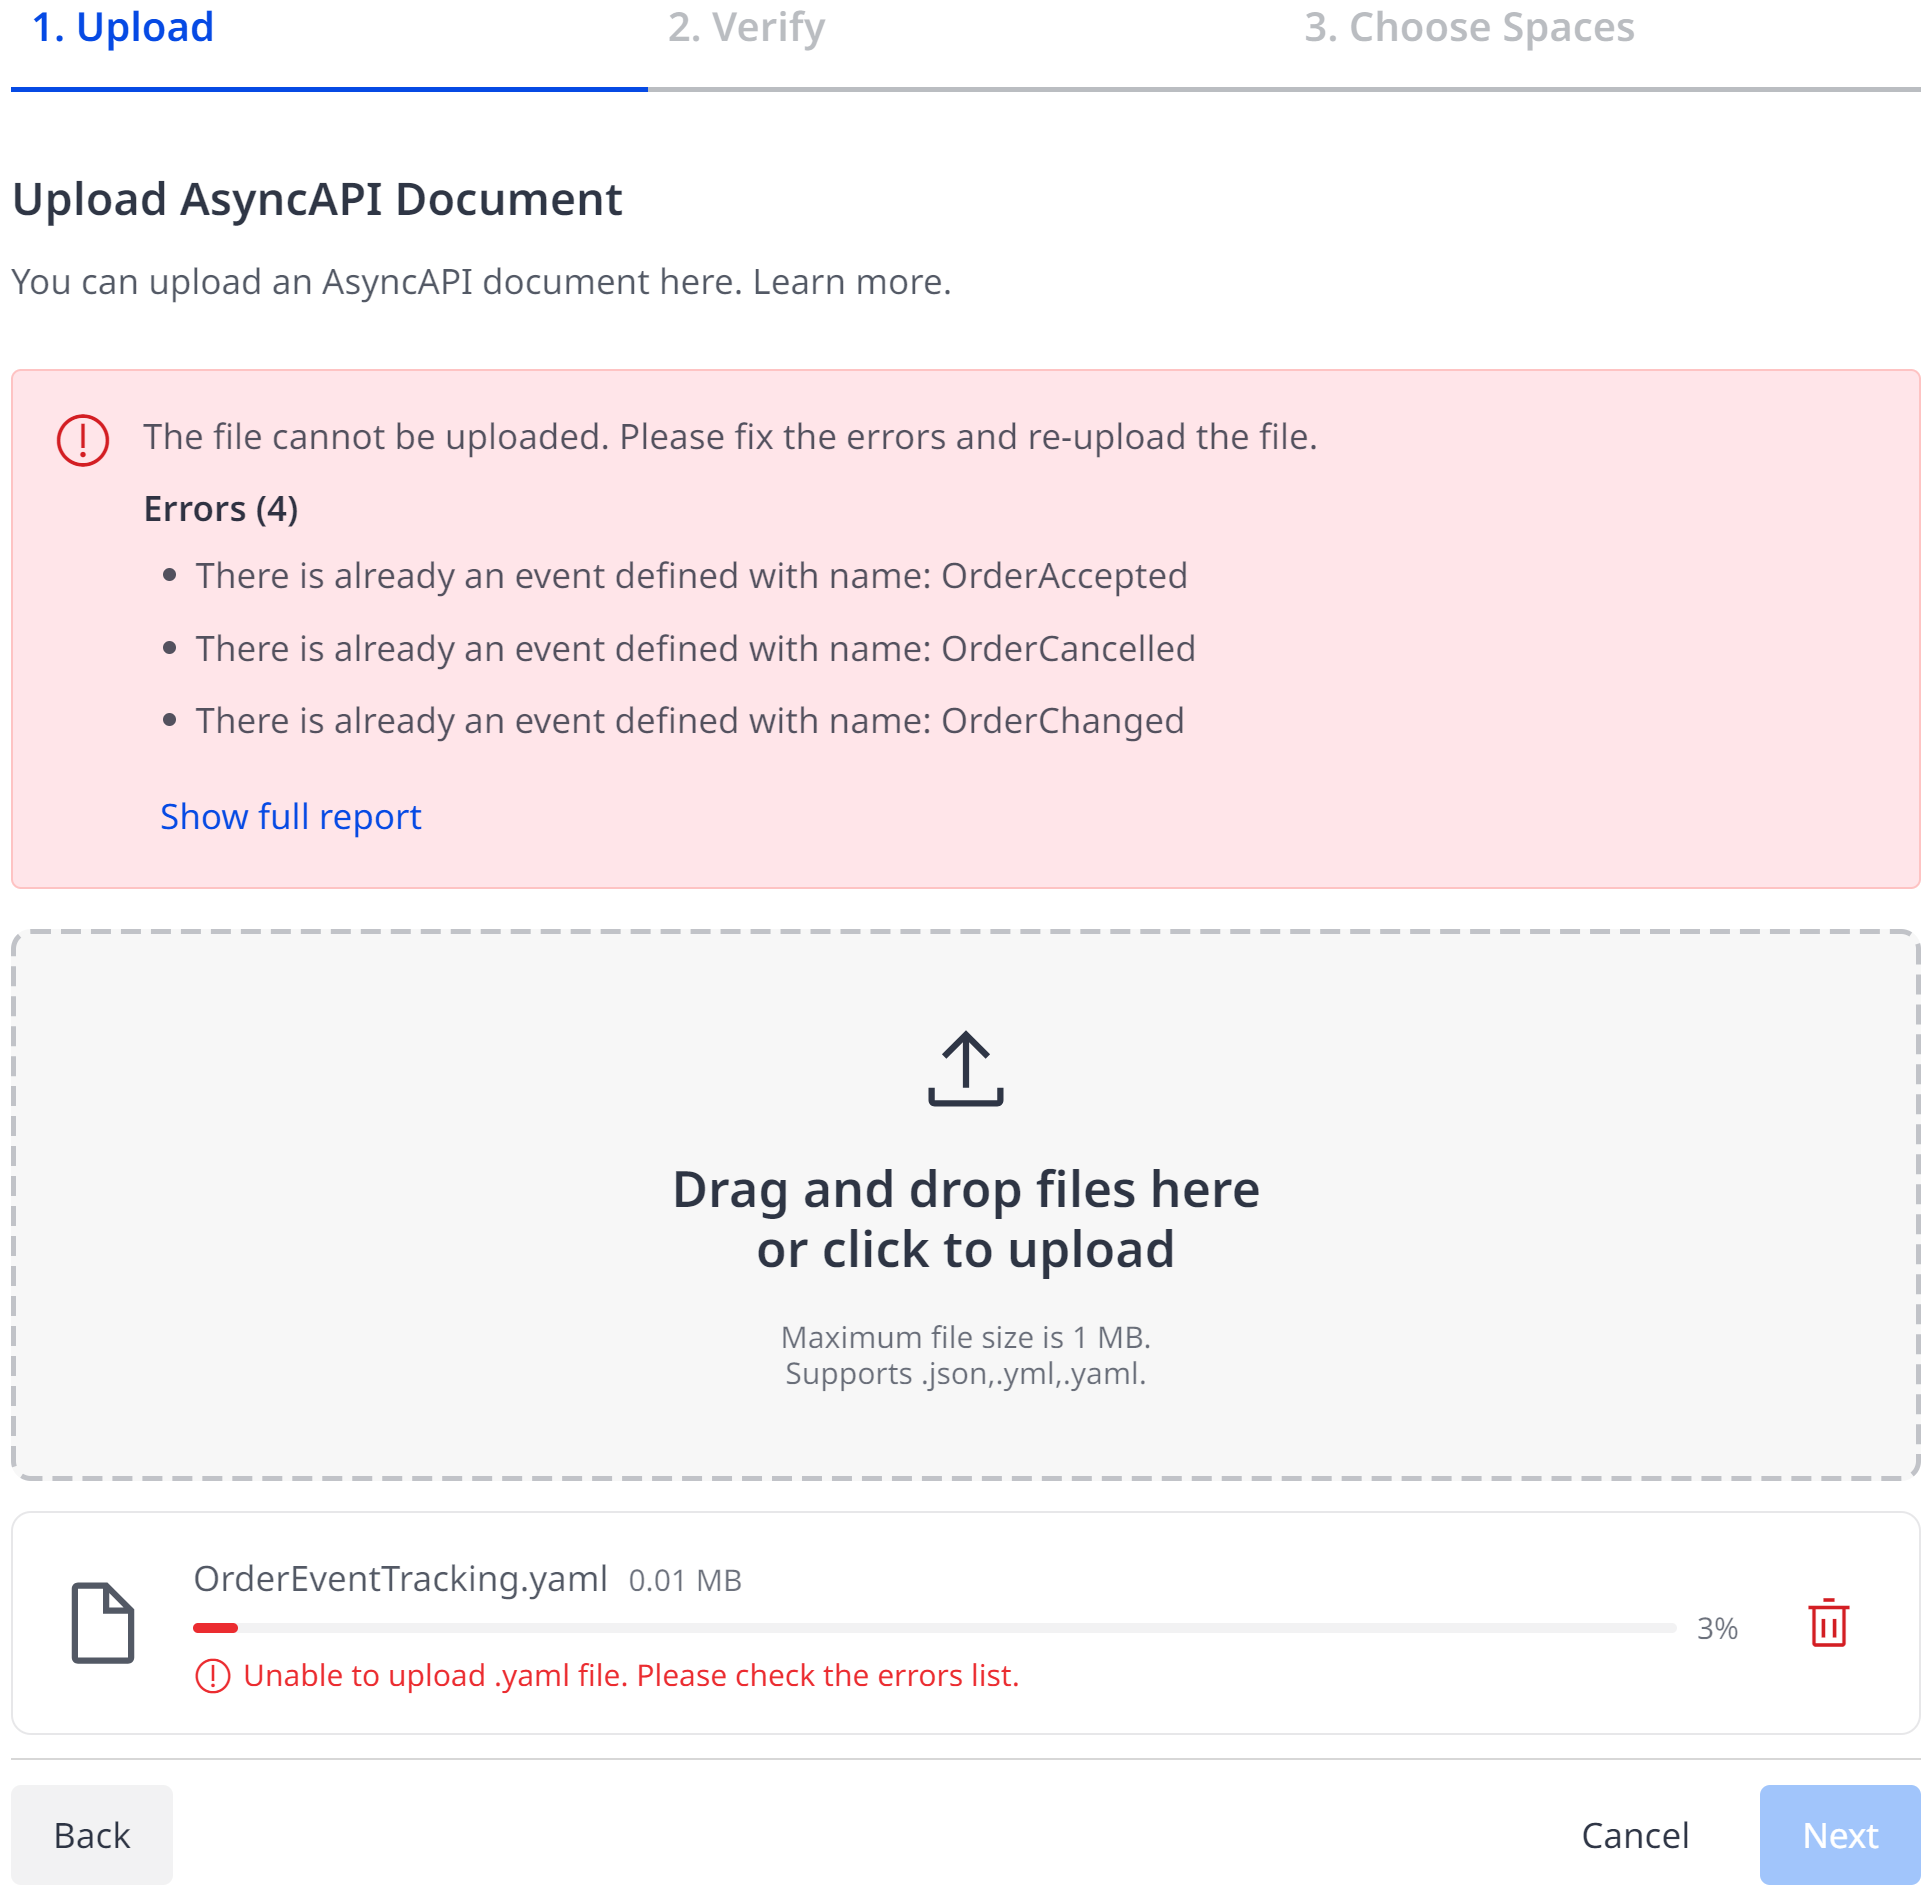 1. Upload
2. Verify
3. Choose Spaces
Upload AsyncAPI Document
You can upload an AsyncAPI document here. Learn more.
The file cannot be uploaded. Please fix the errors and re-upload the file.
Errors (4)
There is already an event defined with name: OrderAccepted
There is already an event defined with name: OrderCancelled
There is already an event defined with name: OrderChanged
Show full report
Drag and drop files here
or click to upload
Maximum file size is 1 MB.
Supports .json,.yml,.yaml.
OrderEventTracking.yaml 0.01 MB
3%
Unable to upload .yaml file. Please check the errors list.
Back
Cancel
Next